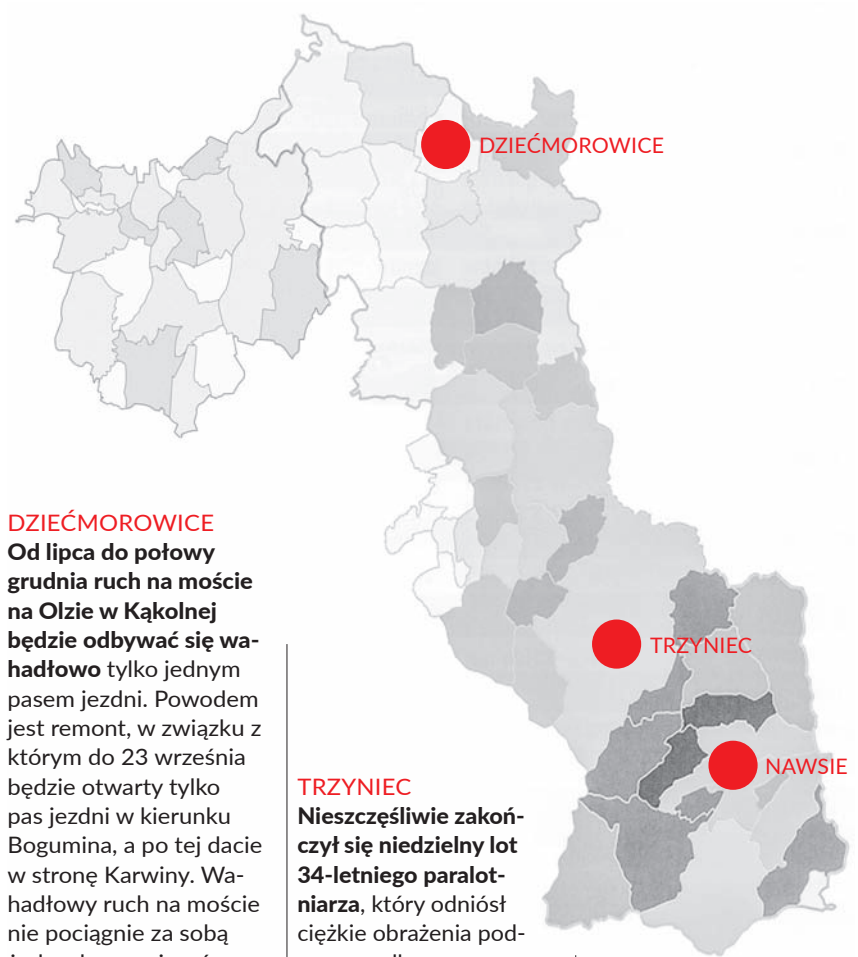 DZIEĆMOROWICE
TRZYNIEC
NAWSIE
DZIEĆMOROWICE
Od lipca do połowy
grudnia ruch na moście
na Olzie w Kąkolnej
będzie odbywać się wa-
hadłowo tylko jednym
pasem jezdni. Powodem
jest remont, w związku z
którym do 23 września
będzie otwarty tylko
pas jezdni w kierunku
Bogumina, a po tej dacie
w stronę Karwiny. Wa-
hadłowy ruch na moście
nie pociągnie za sobą
TRZYNIEC
Nieszczęśliwie zakoń-
czył się niedzielny lot
34-letniego paralot-
niarza, który odniósł
ciężkie obrażenia pod-